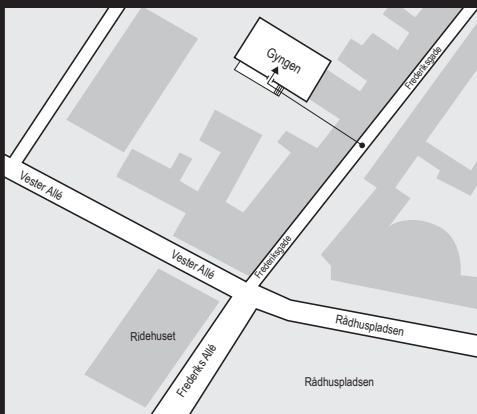 Gyngen
Frederiksgade
Vester Allé
Frederiksgade
Vester Allé
Rådhuspladsen
Ridehuset
Frederiks Allé
Rådhuspladsen